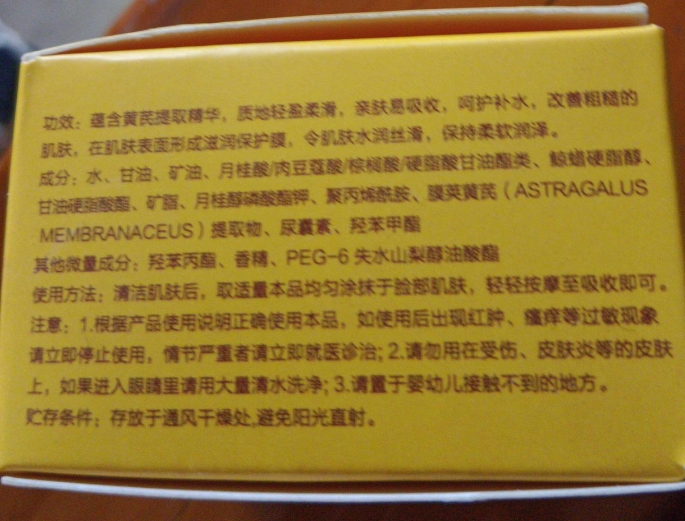 功效：蕴含黄芪提取精华，质地轻盈柔滑，亲肤易吸收，呵护补水，改善粗糙的
肌肤，在肌肤表面形成滋润保护膜，令肌肤水润丝滑，保持柔软润泽。
成分：水、甘油、矿油、月桂酸/肉豆蔻酸/棕榈酸/硬脂酸甘油酯类、鲸蜡硬脂醇、
甘油硬脂酸酯、矿脂、月桂醇磷酸酯钾、聚丙烯酰胺、膜荚黄芪（ASTRAGALUS
MEMBRANACEUS）提取物、尿囊素、羟苯甲酯
其他微量成分：羟苯丙酯、香精、PEG-6 失水山梨醇油酸酯
使用方法：清洁肌肤后，取适量本品均匀涂抹于脸部肌肤，轻轻按摩至吸收即可。
注意：1.根据产品使用说明正确使用本品，如使用后出现红肿、瘙痒等过敏现象
请立即停止使用，情节严重者请立即就医诊治；2.请勿用在受伤、皮肤炎等的皮肤
上，如果进入眼睛里请用大量清水洗净；3.请置于婴幼儿接触不到的地方。
贮存条件：存放于通风干燥处,避免阳光直射。